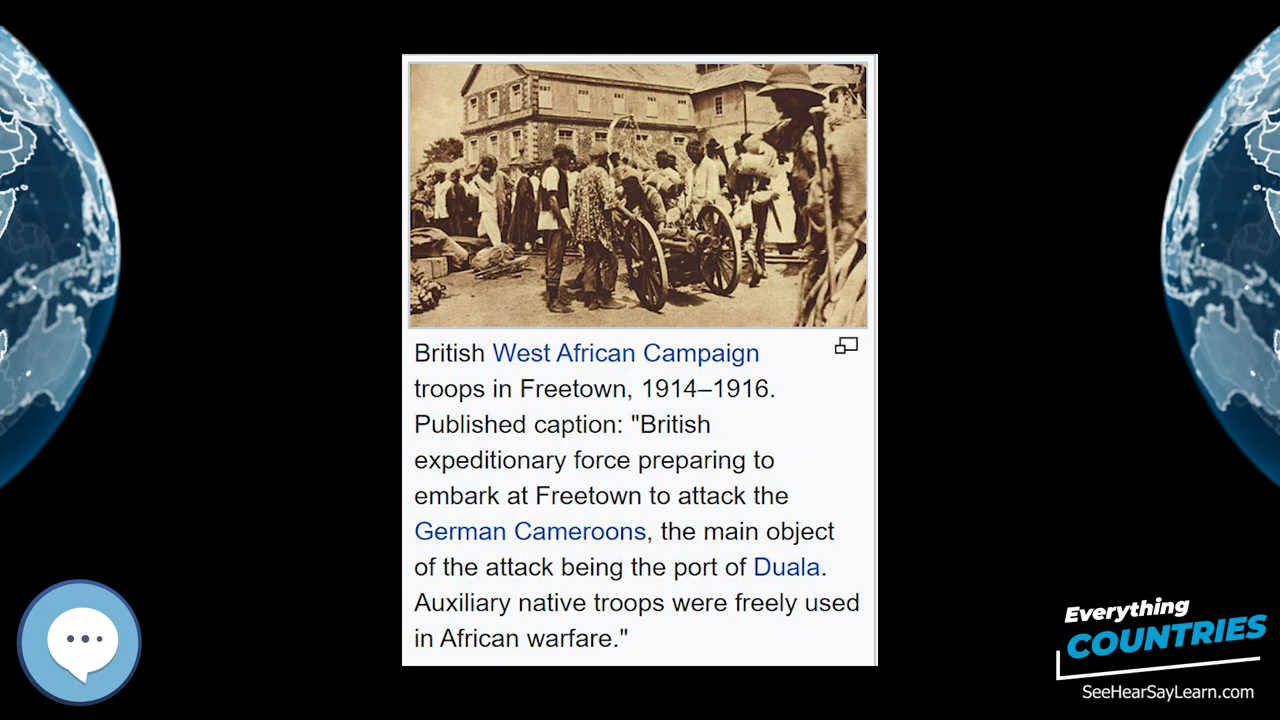 British West African Campaign
troops in Freetown, 1914–1916.
Published caption: "British
expeditionary force preparing to
embark at Freetown to attack the
German Cameroons, the main object
of the attack being the port of Duala.
Auxiliary native troops were freely used
in African warfare."
Everything
COUNTRIES
SeeHearSayLearn.com